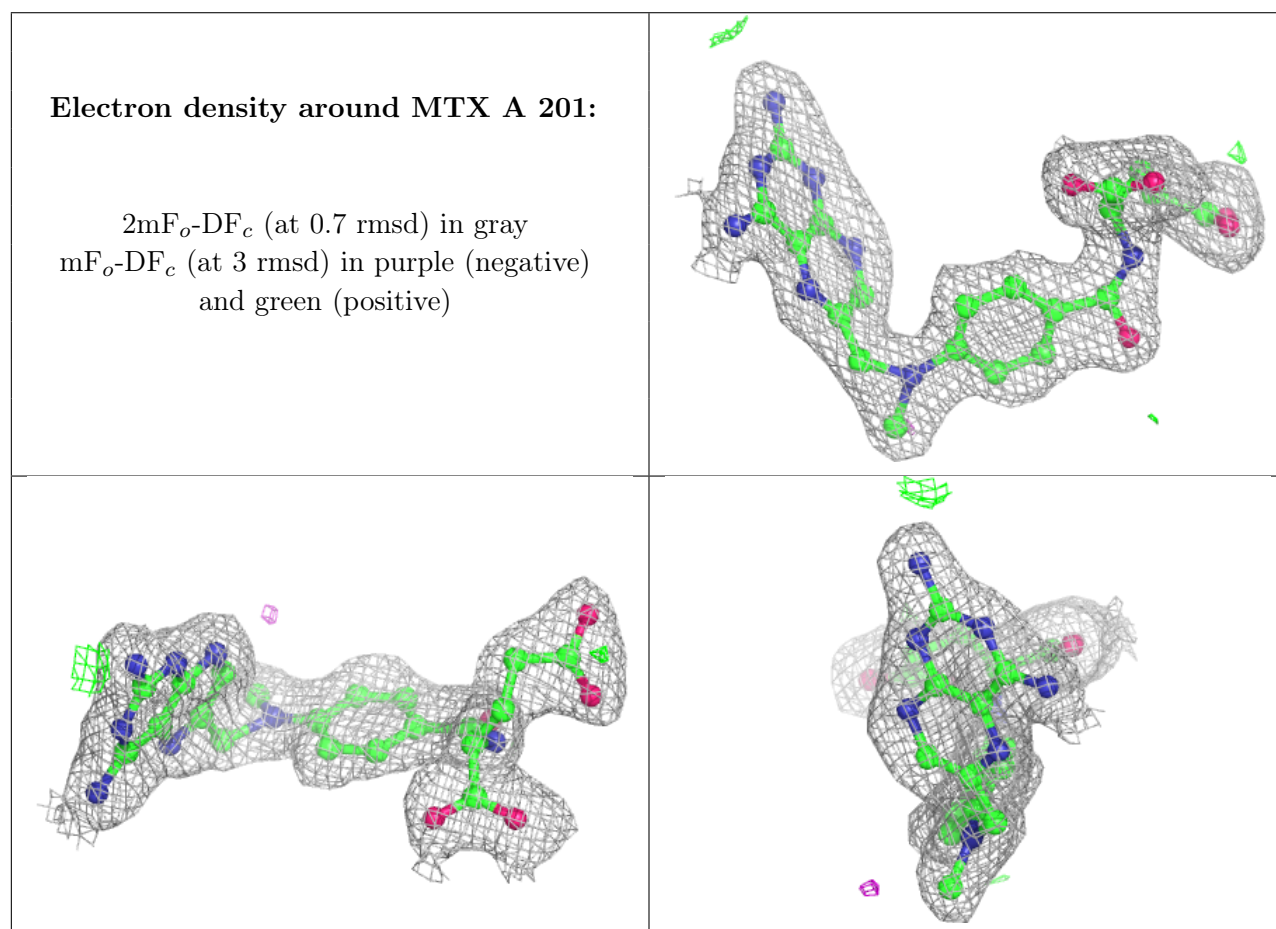 Electron density around MTX A 201:
2mFo-DFc (at 0.7 rmsd) in gray
mFo-DFc (at 3 rmsd) in purple (negative)
and green (positive)